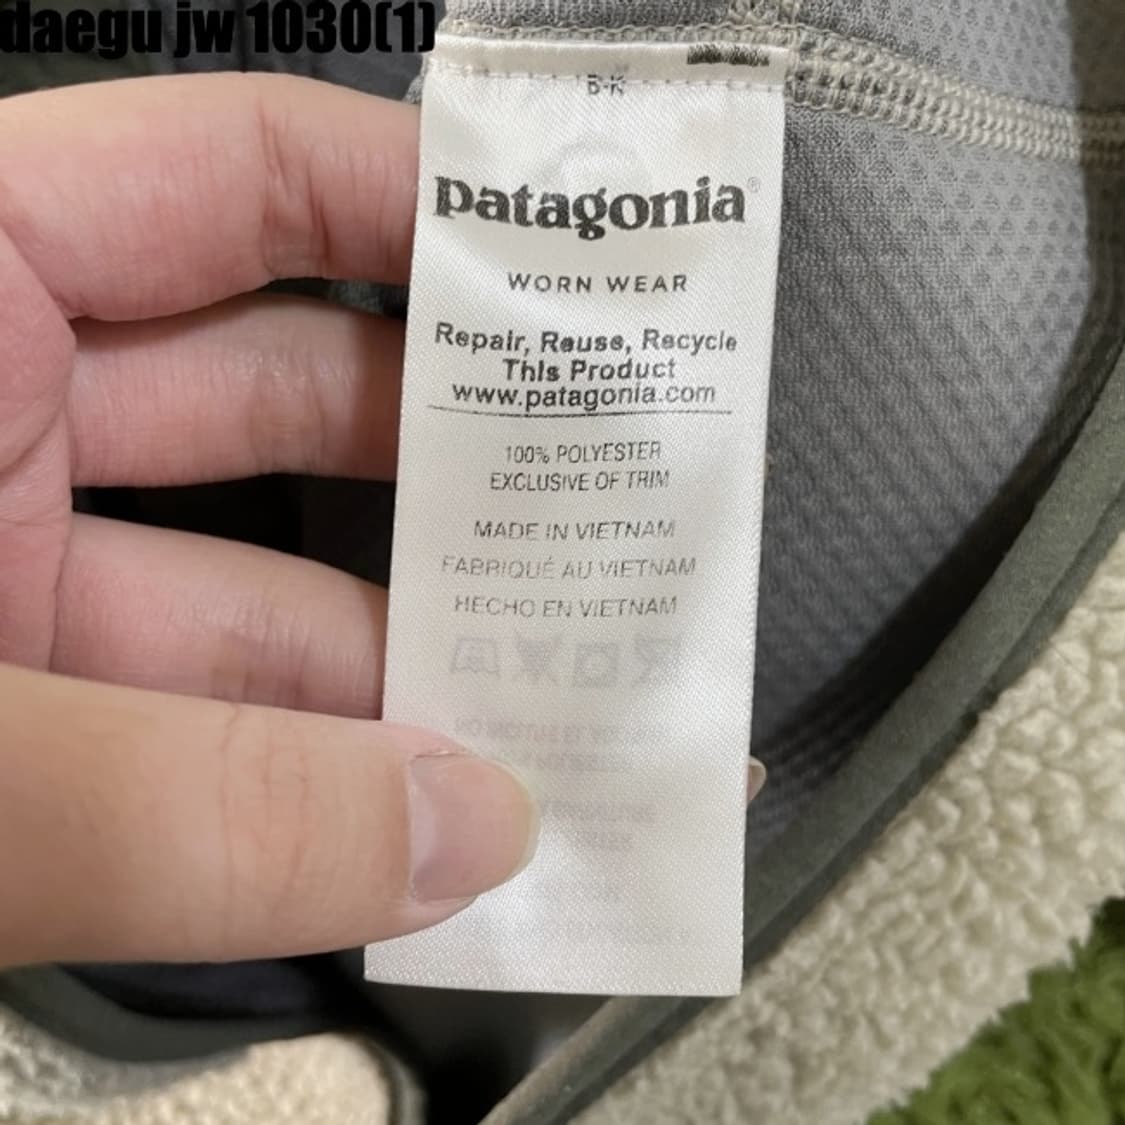 daegu jw 1030(1)
patagonia®
WORN WEAR
Repair, Reuse, Recycle
This Product
www.patagonia.com
100% POLYESTER
EXCLUSIVE OF TRIM
MADE IN VIETNAM
FABRIQUÉ AU VIETNAM
HECHO EN VIETNAM